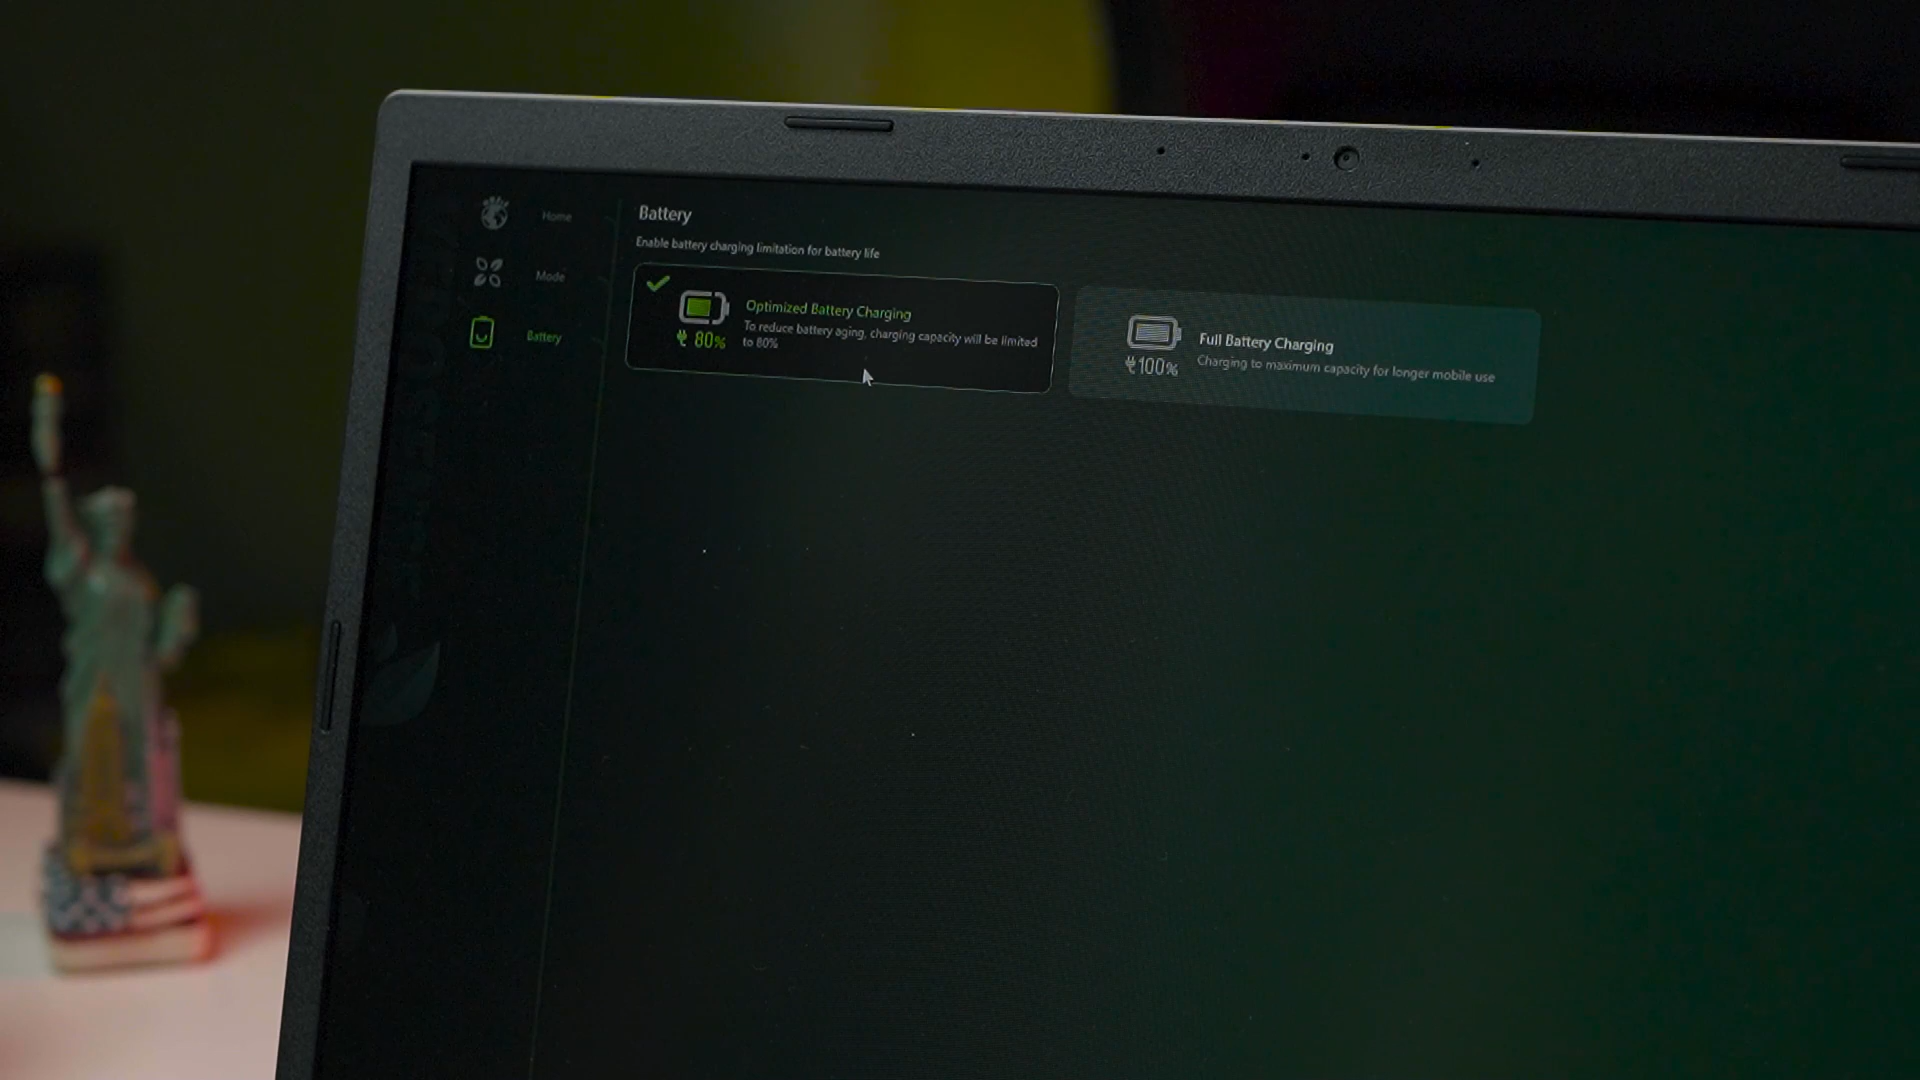 Home
Mode
Battery
Battery
Enable battery charging limitation for battery life
Optimized Battery Charging
To reduce battery aging, charging capacity will be limited
to 80%
80%
Full Battery Charging
Charging to maximum capacity for longer mobile use
100%